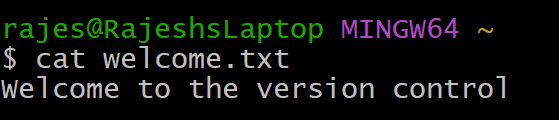 rajes@RajeshsLaptop MINGW64 ~
$ cat welcome.txt
Welcome to the version control